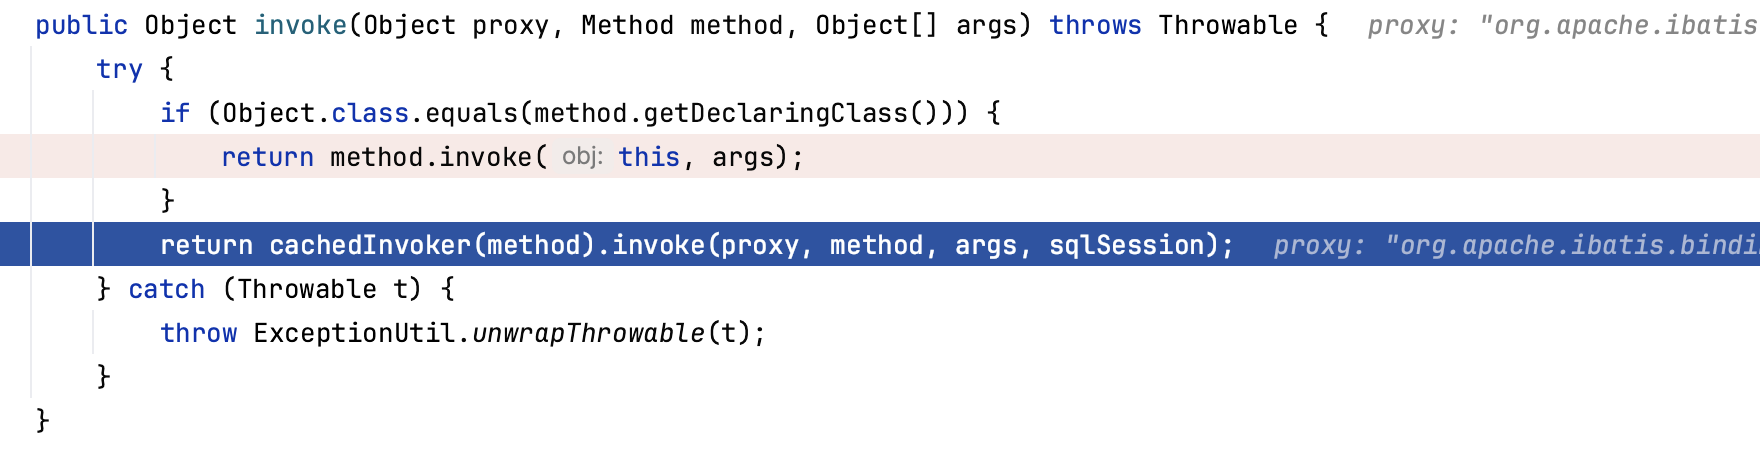 public Object invoke(Object proxy, Method method, Object[] args) throws Throwable { proxy: "org.apache.ibatis
try {
if (Object.class.equals(method.getDeclaringClass())) {
return method.invoke( obj: this, args);
}
return cachedInvoker(method).invoke(proxy, method, args, sqlSession); proxy: "org.apache.ibatis.bindi
} catch (Throwable t) {
throw ExceptionUtil.unwrapThrowable(t);
}
}